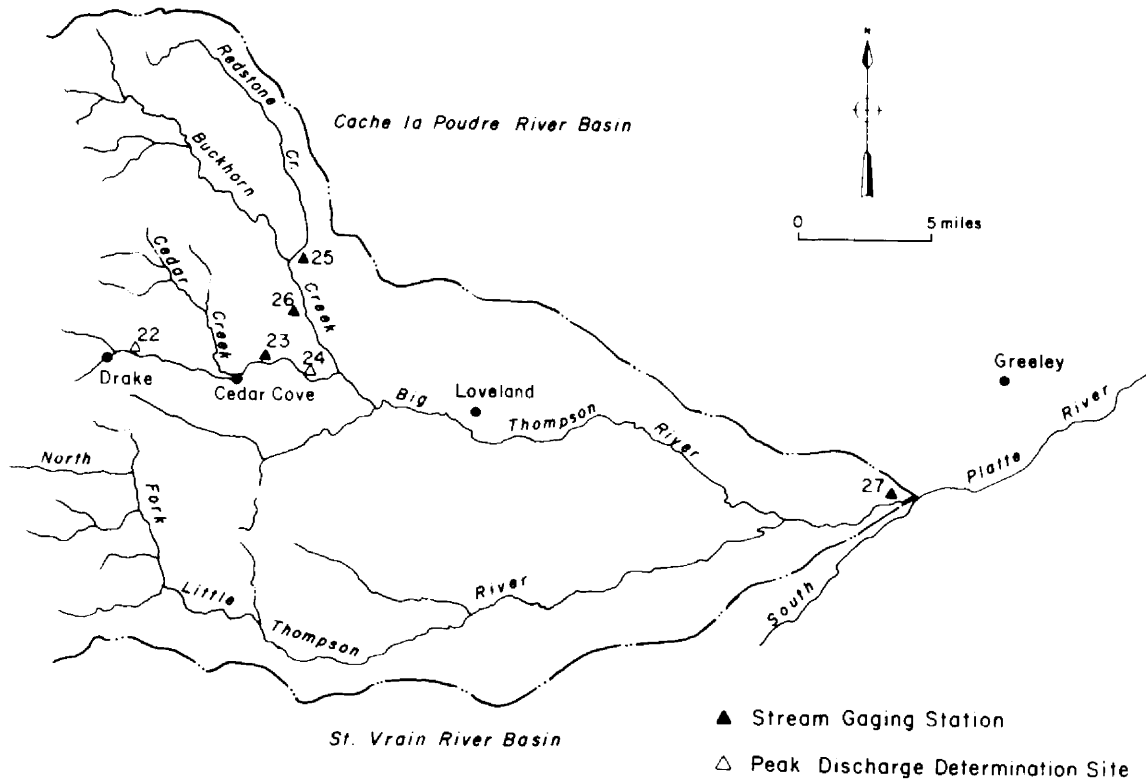 N
Redstone Cr.
Cache la Poudre River Basin
Buckhorn Creek
0 5 miles
Cedar Creek
25
26
22
23
24
Drake
Cedar Cove
Big Thompson River
Loveland
Greeley
South Platte River
27
North Fork
Little Thompson River
St. Vrain River Basin
Stream Gaging Station
Peak Discharge Determination Site